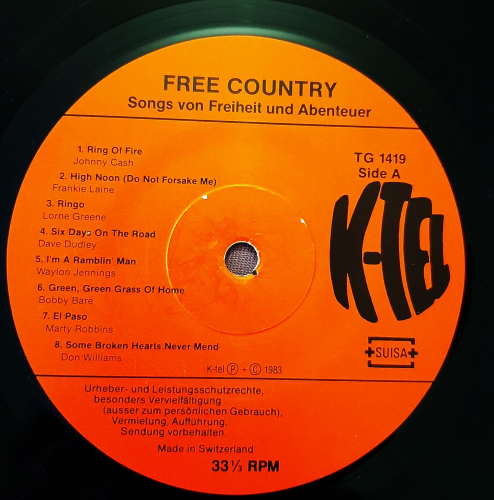 FREE COUNTRY
Songs von Freiheit und Abenteuer
1. Ring Of Fire
Johnny Cash
2. High Noon (Do Not Forsake Me)
Frankie Laine
3. Ringo
Lorne Greene
4. Six Days On The Road
Dave Dudley
5. I'm A Ramblin' Man
Waylon Jennings
6. Green, Green Grass Of Home
Bobby Bare
7. El Paso
Marty Robbins
8. Some Broken Hearts Never Mend
Don Williams
TG 1419
Side A
K-TEL
SUISA
K-tel Ⓟ + Ⓒ 1983
Urheber- und Leistungsschutzrechte,
besonders Vervielfältigung
(ausser zum persönlichen Gebrauch),
Vermietung, Aufführung,
Sendung vorbehalten.
Made in Switzerland
33⅓ RPM